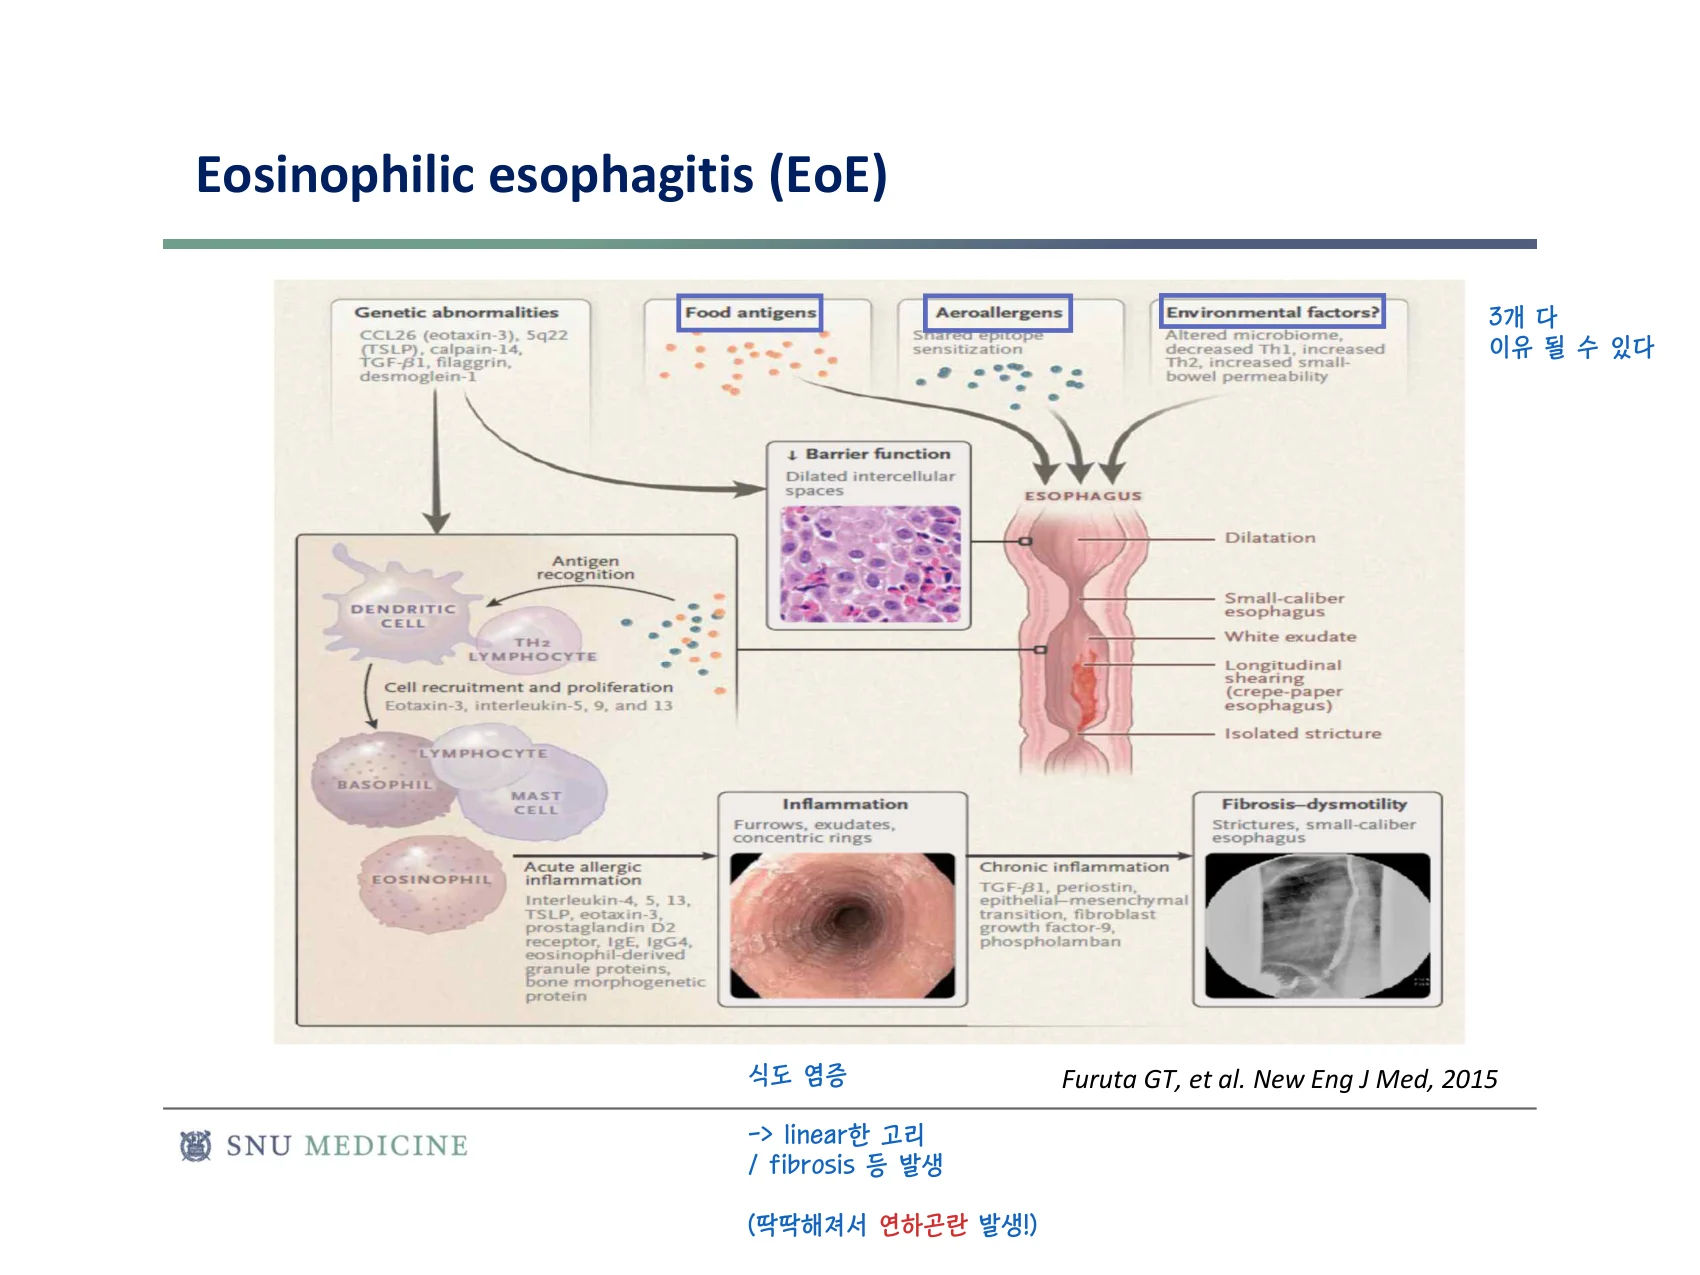 Eosinophilic esophagitis (EoE)
Genetic abnormalities
CCL26 (eotaxin-3), 5q22
(TSLP), calpain-14,
TGF-β1, filaggrin,
desmoglein-1
Food antigens
Aeroallergens
Shared epitope
sensitization
Environmental factors?
Altered microbiome,
decreased Th1, increased
Th2, increased small-
bowel permeability
3개 다
이유 될 수 있다
↓ Barrier function
Dilated intercellular
spaces
ESOPHAGUS
Dilatation
Small-caliber
esophagus
White exudate
Longitudinal
shearing
(crepe-paper
esophagus)
Isolated stricture
Antigen
recognition
DENDRITIC
CELL
TH2
LYMPHOCYTE
Cell recruitment and proliferation
Eotaxin-3, interleukin-5, 9, and 13
LYMPHOCYTE
BASOPHIL
MAST
CELL
EOSINOPHIL
Acute allergic
inflammation
Interleukin-4, 5, 13,
TSLP, eotaxin-3,
prostaglandin D2
receptor, IgE, IgG4,
eosinophil-derived
granule proteins,
bone morphogenetic
protein
Inflammation
Furrows, exudates,
concentric rings
Chronic inflammation
TGF-β1, periostin,
epithelial–mesenchymal
transition, fibroblast
growth factor-9,
phospholamban
Fibrosis–dysmotility
Strictures, small-caliber
esophagus
식도 염증
Furuta GT, et al. New Eng J Med, 2015
SNU MEDICINE
-> linear한 고리
/ fibrosis 등 발생
(딱딱해져서 연하곤란 발생!)